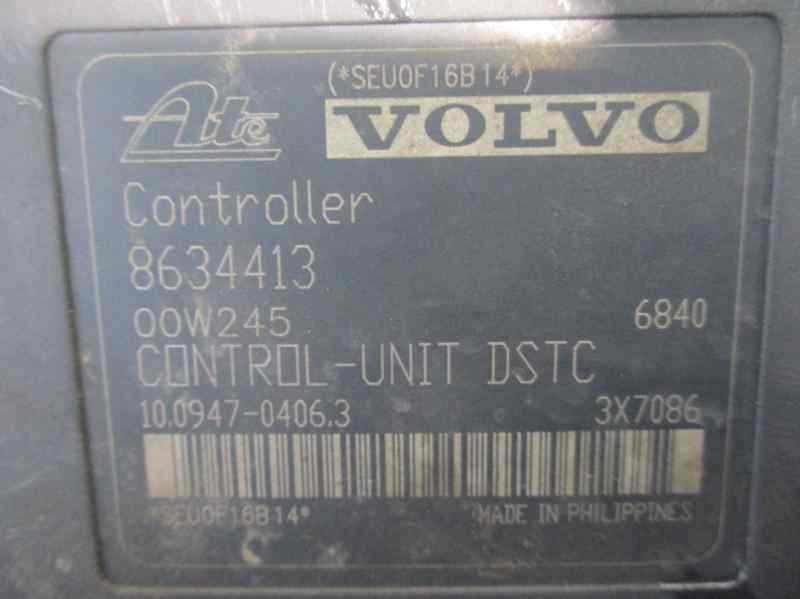 (*SEU0F16B14*)
Ate VOLVO
Controller
8634413
00W245 6840
CONTROL-UNIT DSTC
10.0947-0406.3 3X7086
*SEU0F16B14* MADE IN PHILIPPINES